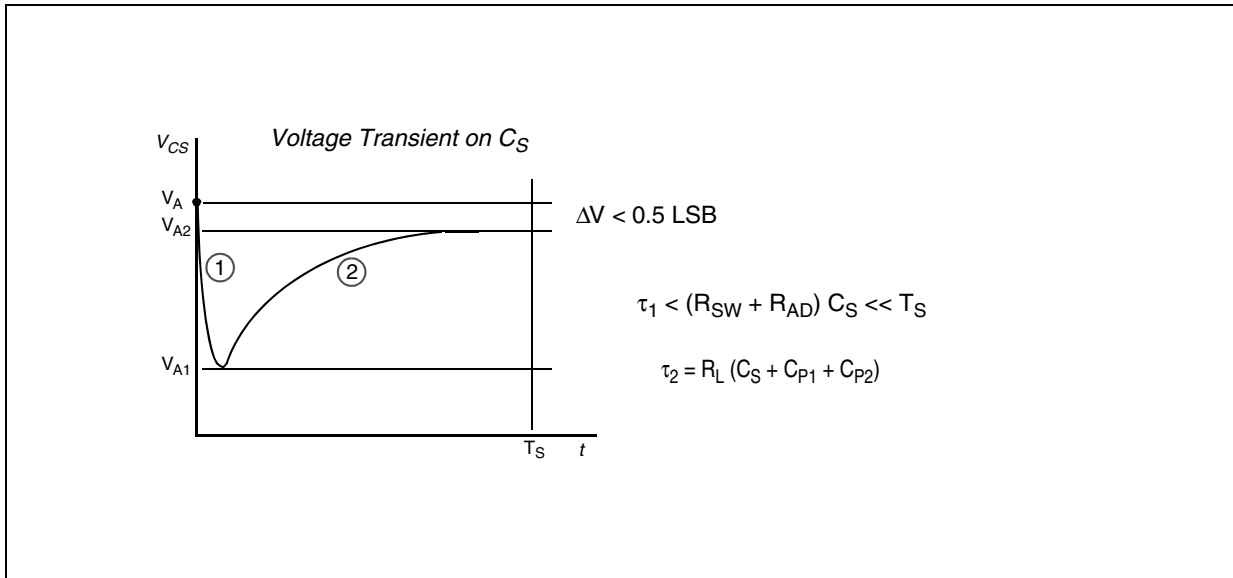 Voltage Transient on C_S
V_CS
V_A
V_A2
ΔV < 0.5 LSB
1
2
τ_1 < (R_SW + R_AD) C_S << T_S
V_A1
τ_2 = R_L (C_S + C_P1 + C_P2)
T_S
t